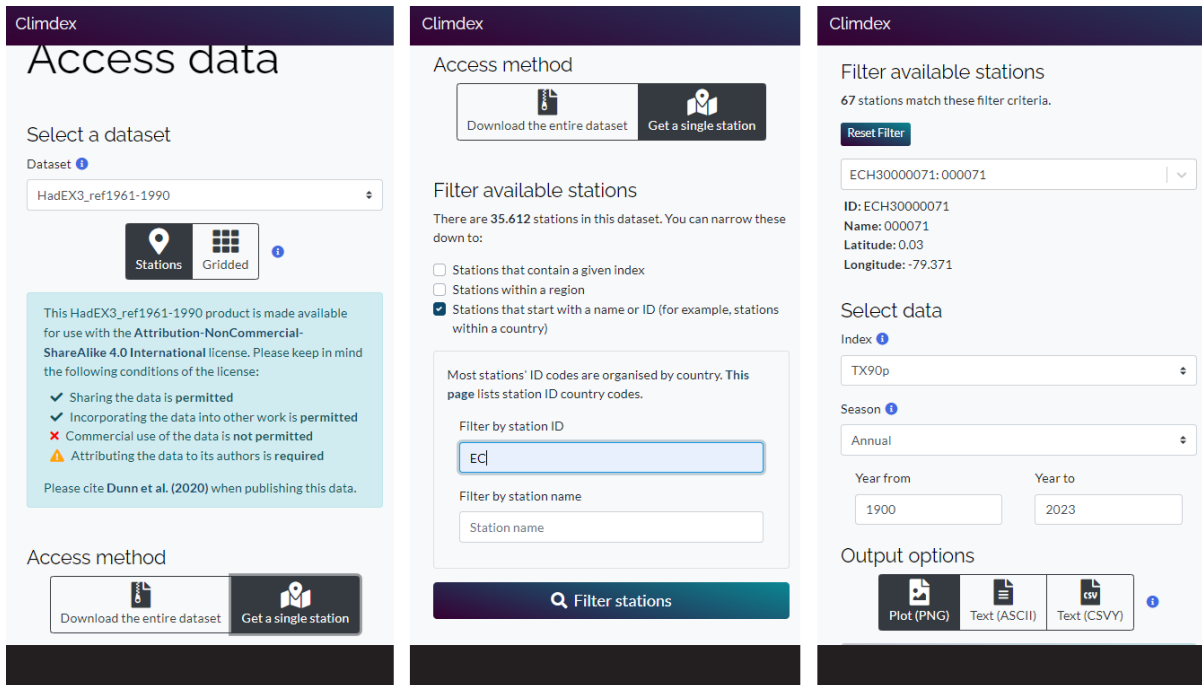 Climdex
Access data
Select a dataset
Dataset
HadEX3_ref1961-1990
Stations
Gridded
This HadEX3_ref1961-1990 product is made available
for use with the Attribution-NonCommercial-
ShareAlike 4.0 International license. Please keep in mind
the following conditions of the license:
Sharing the data is permitted
Incorporating the data into other work is permitted
Commercial use of the data is not permitted
Attributing the data to its authors is required
Please cite Dunn et al. (2020) when publishing this data.
Access method
Download the entire dataset
Get a single station
Climdex
Access method
Download the entire dataset
Get a single station
Filter available stations
There are 35.612 stations in this dataset. You can narrow these
down to:
Stations that contain a given index
Stations within a region
Stations that start with a name or ID (for example, stations
within a country)
Most stations' ID codes are organised by country. This
page lists station ID country codes.
Filter by station ID
EC
Filter by station name
Station name
Filter stations
Climdex
Filter available stations
67 stations match these filter criteria.
Reset Filter
ECH30000071: 000071
ID: ECH30000071
Name: 000071
Latitude: 0.03
Longitude: -79.371
Select data
Index
TX90p
Season
Annual
Year from
Year to
1900
2023
Output options
Plot (PNG)
Text (ASCII)
CSV
Text (CSVY)